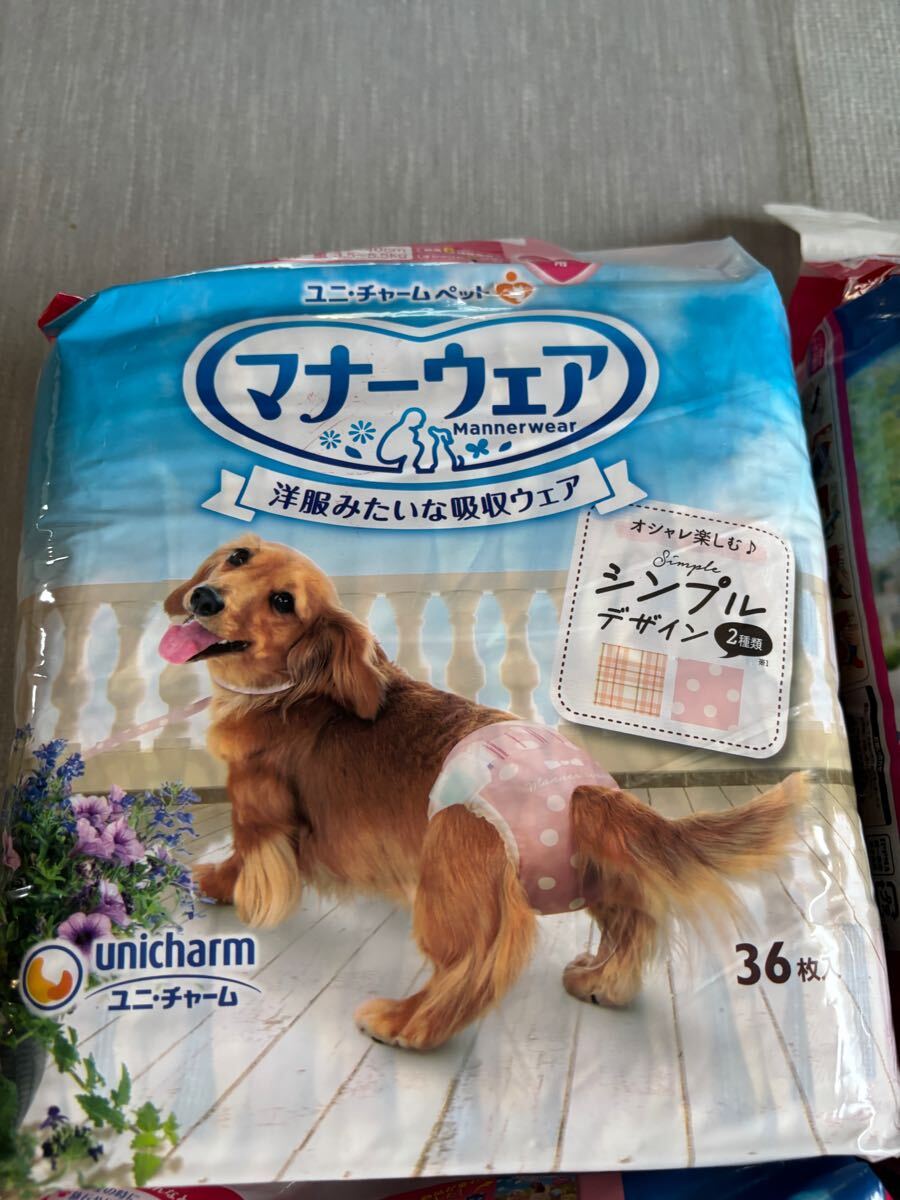 ユニ・チャーム ペット
マナーウェア
Mannerwear
洋服みたいな吸収ウェア
オシャレ楽しむ♪
Simple
シンプル
デザイン
2種類
※1
unicharm
ユニ・チャーム
36枚入